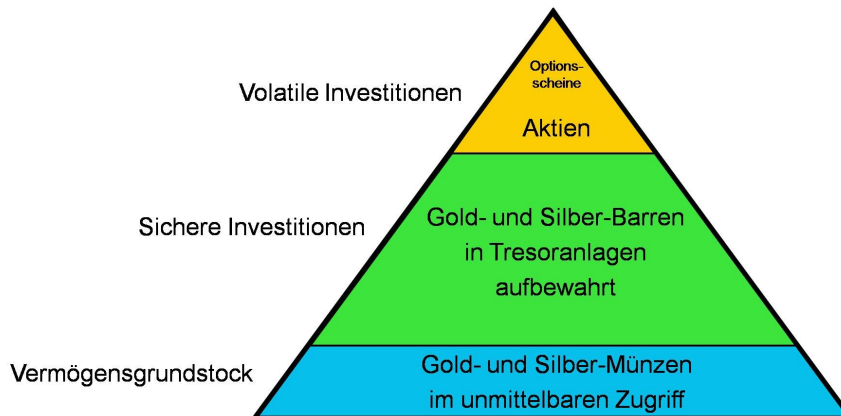 Options-
scheine
Volatile Investitionen
Aktien
Sichere Investitionen
Gold- und Silber-Barren
in Tresoranlagen
aufbewahrt
Vermögensgrundstock
Gold- und Silber-Münzen
im unmittelbaren Zugriff